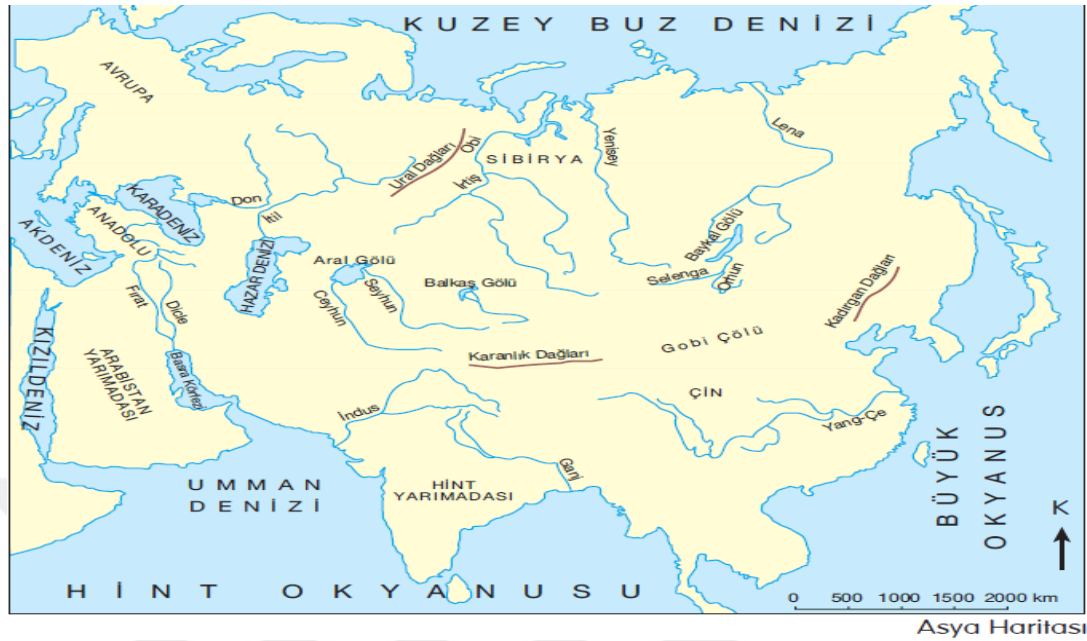 KUZEY BUZ DENİZİ
AVRUPA
Ural Dağları
Obi
SİBİRYA
Yenisey
Lena
İrtiş
Don
İtil
KARADENİZ
ANADOLU
AKDENİZ
HAZAR DENİZİ
Aral Gölü
Balkaş Gölü
Baykal Gölü
Selenga
Orhun
Kadırgan Dağları
Fırat
Dicle
Ceyhun
Seyhun
Gobi Çölü
Karanlık Dağları
KIZILDENİZ
ARABİSTAN
YARIMADASI
Basra Körfezi
ÇİN
İndus
Yang-Çe
Ganj
HİNT
YARIMADASI
UMMAN
DENİZİ
BÜYÜK
OKYANUS
K
HİNT OKYANUSU
0 500 1000 1500 2000 km
Asya Haritası